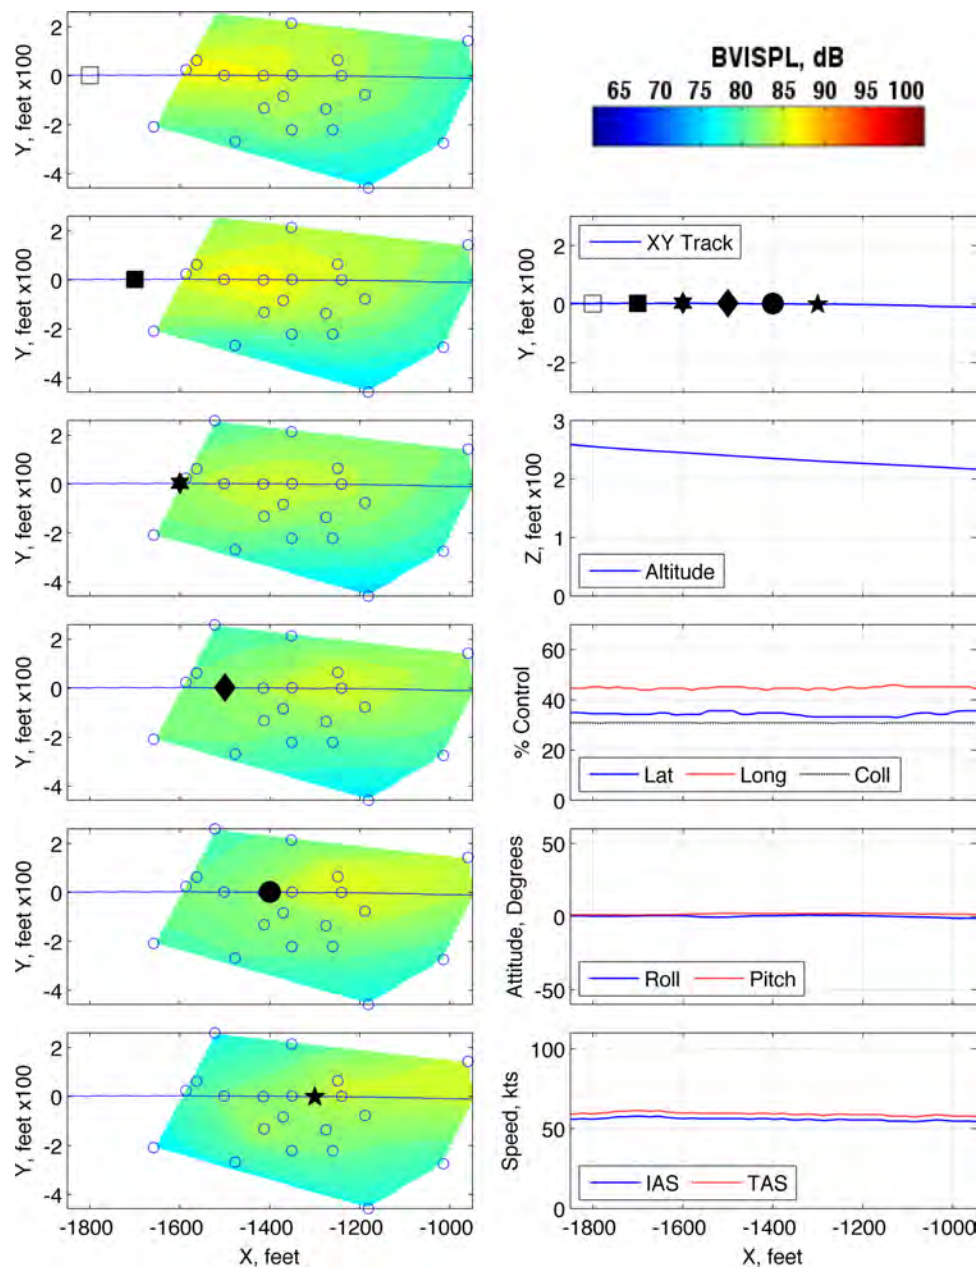 BVISPL, dB
65 70 75 80 85 90 95 100
Y, feet x100
2
0
-2
-4
Y, feet x100
2
0
-2
-4
XY Track
Y, feet x100
2
0
-2
Y, feet x100
2
0
-2
-4
Z, feet x100
3
2
1
0
Altitude
Y, feet x100
2
0
-2
-4
% Control
60
40
20
0
Lat Long Coll
Y, feet x100
2
0
-2
-4
Attitude, Degrees
50
0
-50
Roll Pitch
Y, feet x100
2
0
-2
-4
-1800 -1600 -1400 -1200 -1000
X, feet
Speed, kts
100
50
0
IAS TAS
-1800 -1600 -1400 -1200 -1000
X, feet